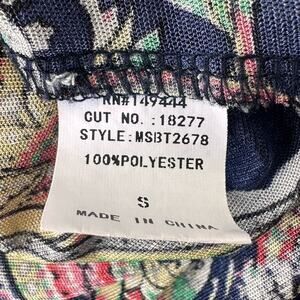 RN#149444
CUT NO.:18277
STYLE:MSBT2678
100%POLYESTER
S
MADE IN CHINA